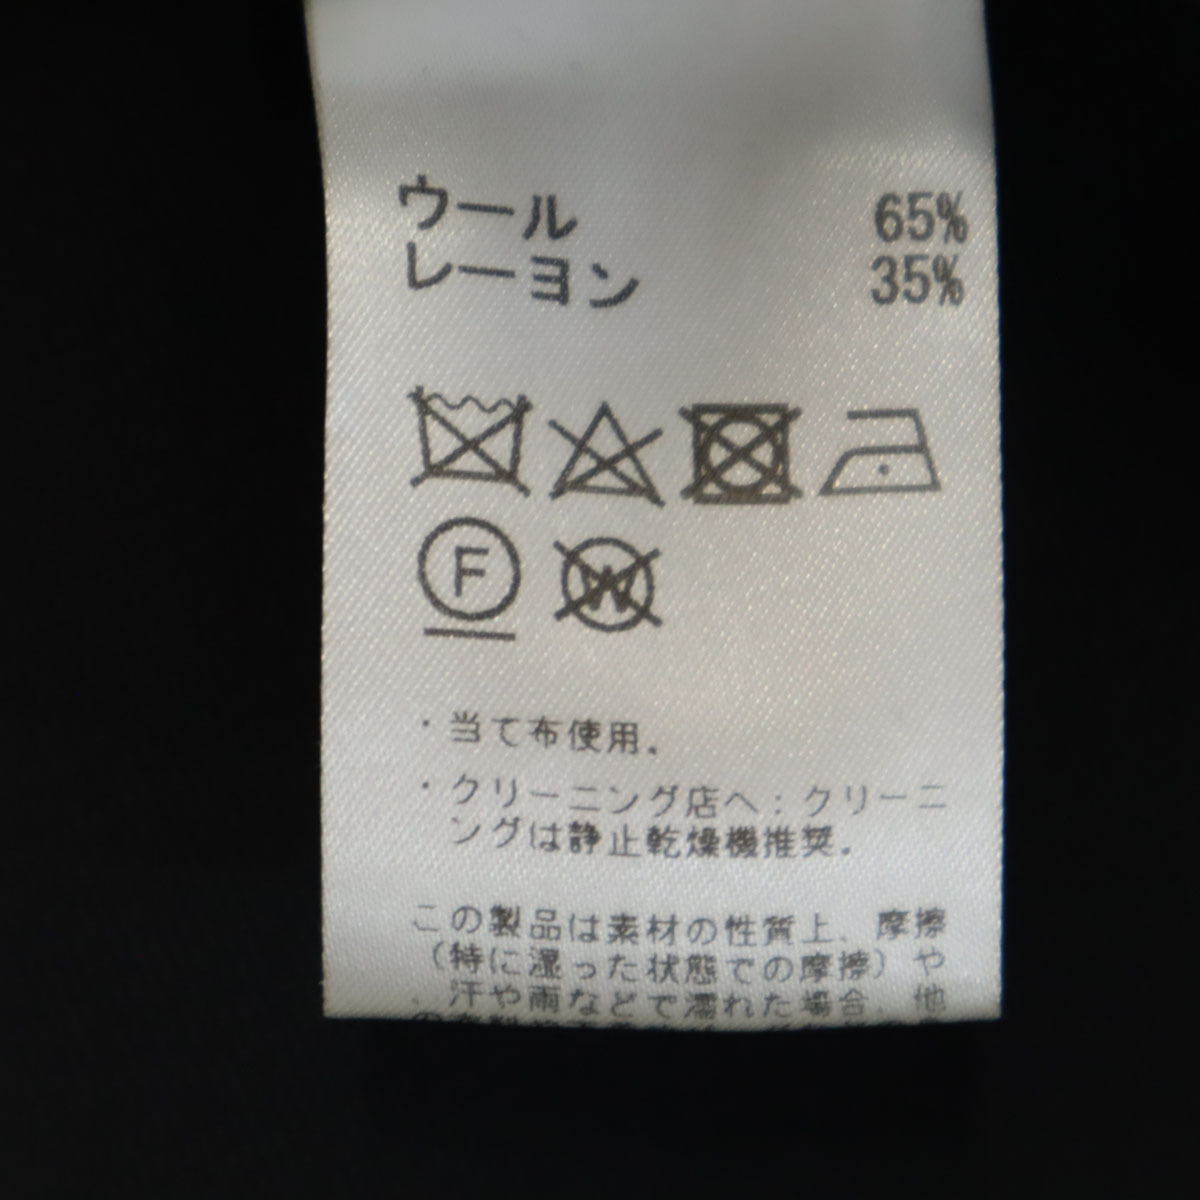 ウール 65%
レーヨン 35%
F
W
・当て布使用.
・クリーニング店へ:クリーニ
ングは静止乾燥機推奨.
この製品は素材の性質上、摩擦
(特に湿った状態での摩擦)や
、汗や雨などで濡れた場合、他